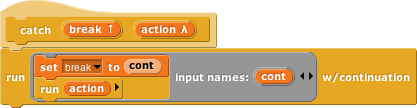 catch break ↑ action λ
set break to cont
run action
run input names: cont w/continuation